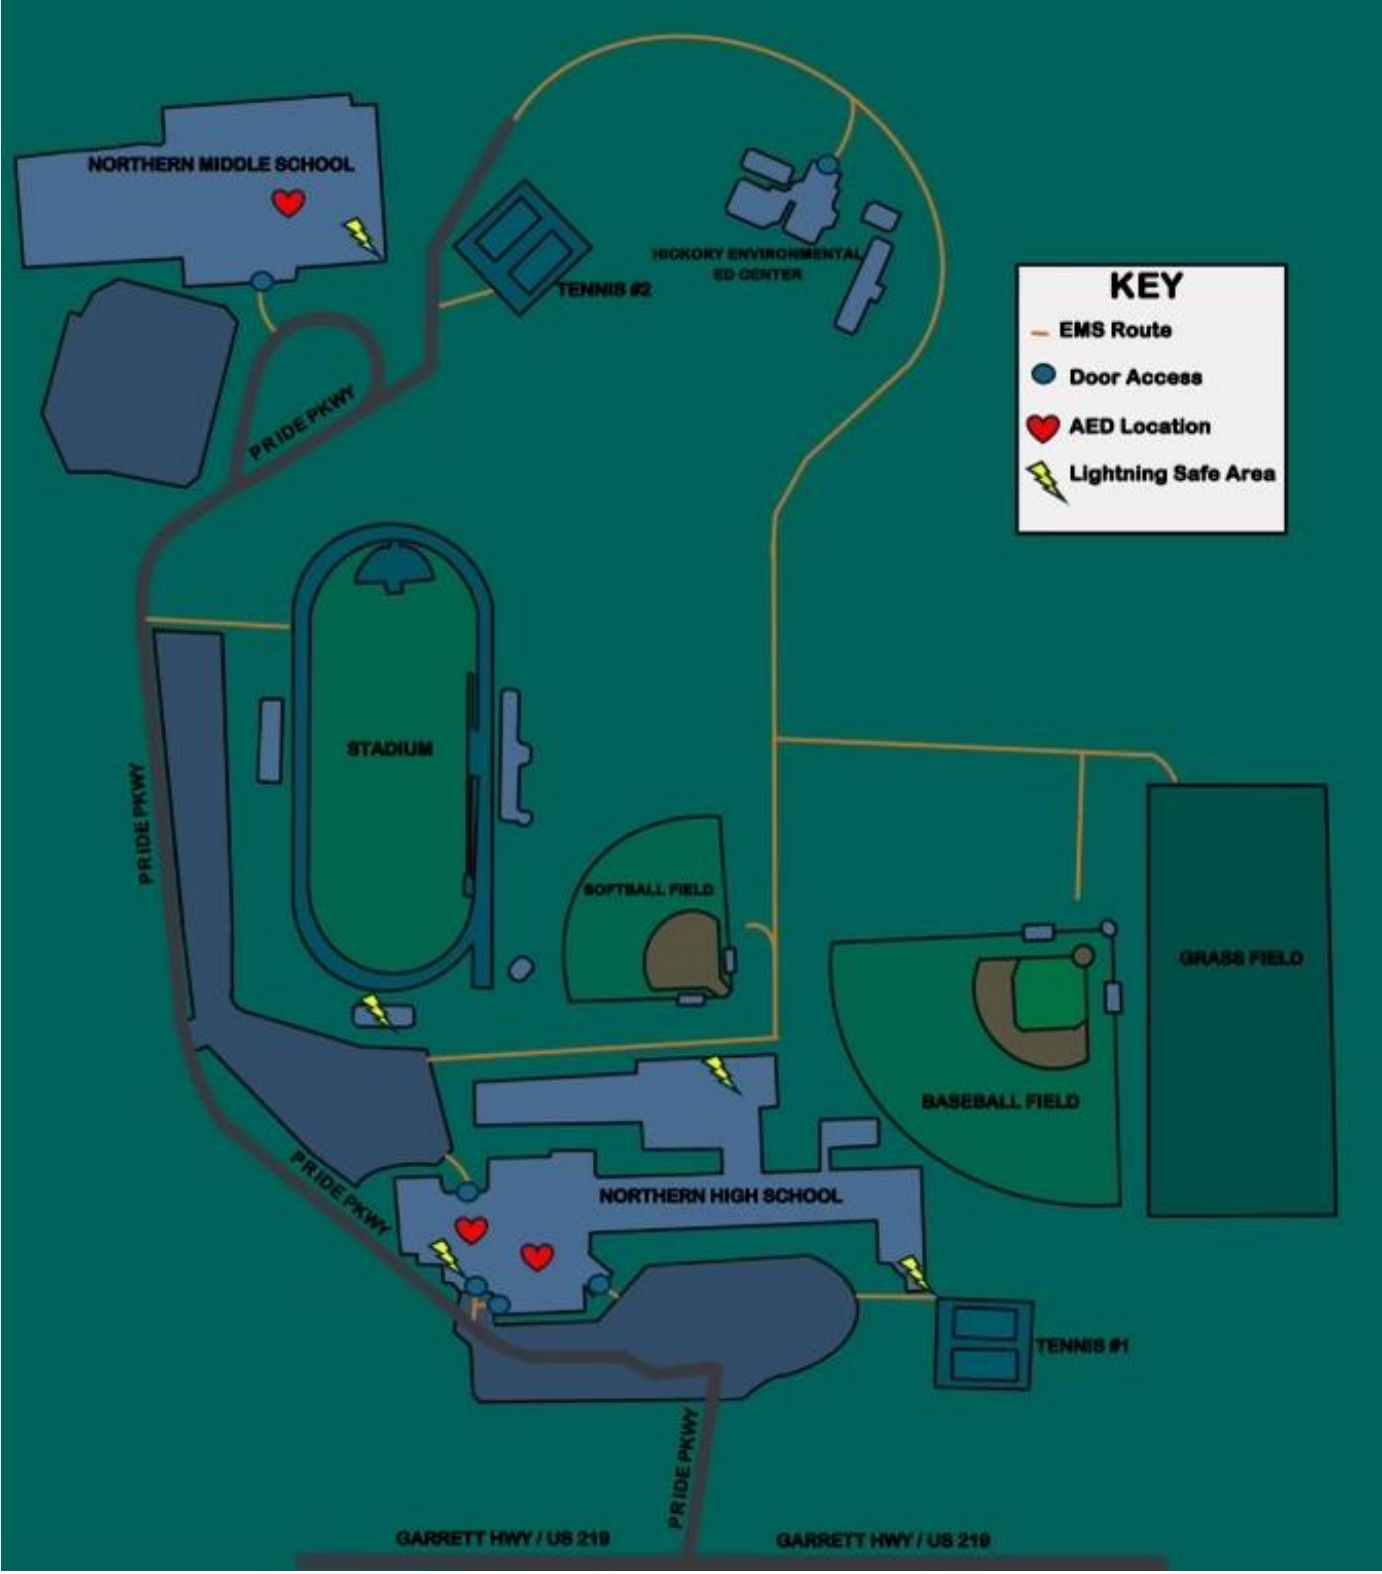 NORTHERN MIDDLE SCHOOL
HICKORY ENVIRONMENTAL
ED CENTER
TENNIS #2
KEY
EMS Route
Door Access
AED Location
Lightning Safe Area
PRIDE PKWY
STADIUM
PRIDE PKWY
SOFTBALL FIELD
GRASS FIELD
BASEBALL FIELD
PRIDE PKWY
NORTHERN HIGH SCHOOL
TENNIS #1
PRIDE PKWY
GARRETT HWY / US 219
GARRETT HWY / US 219